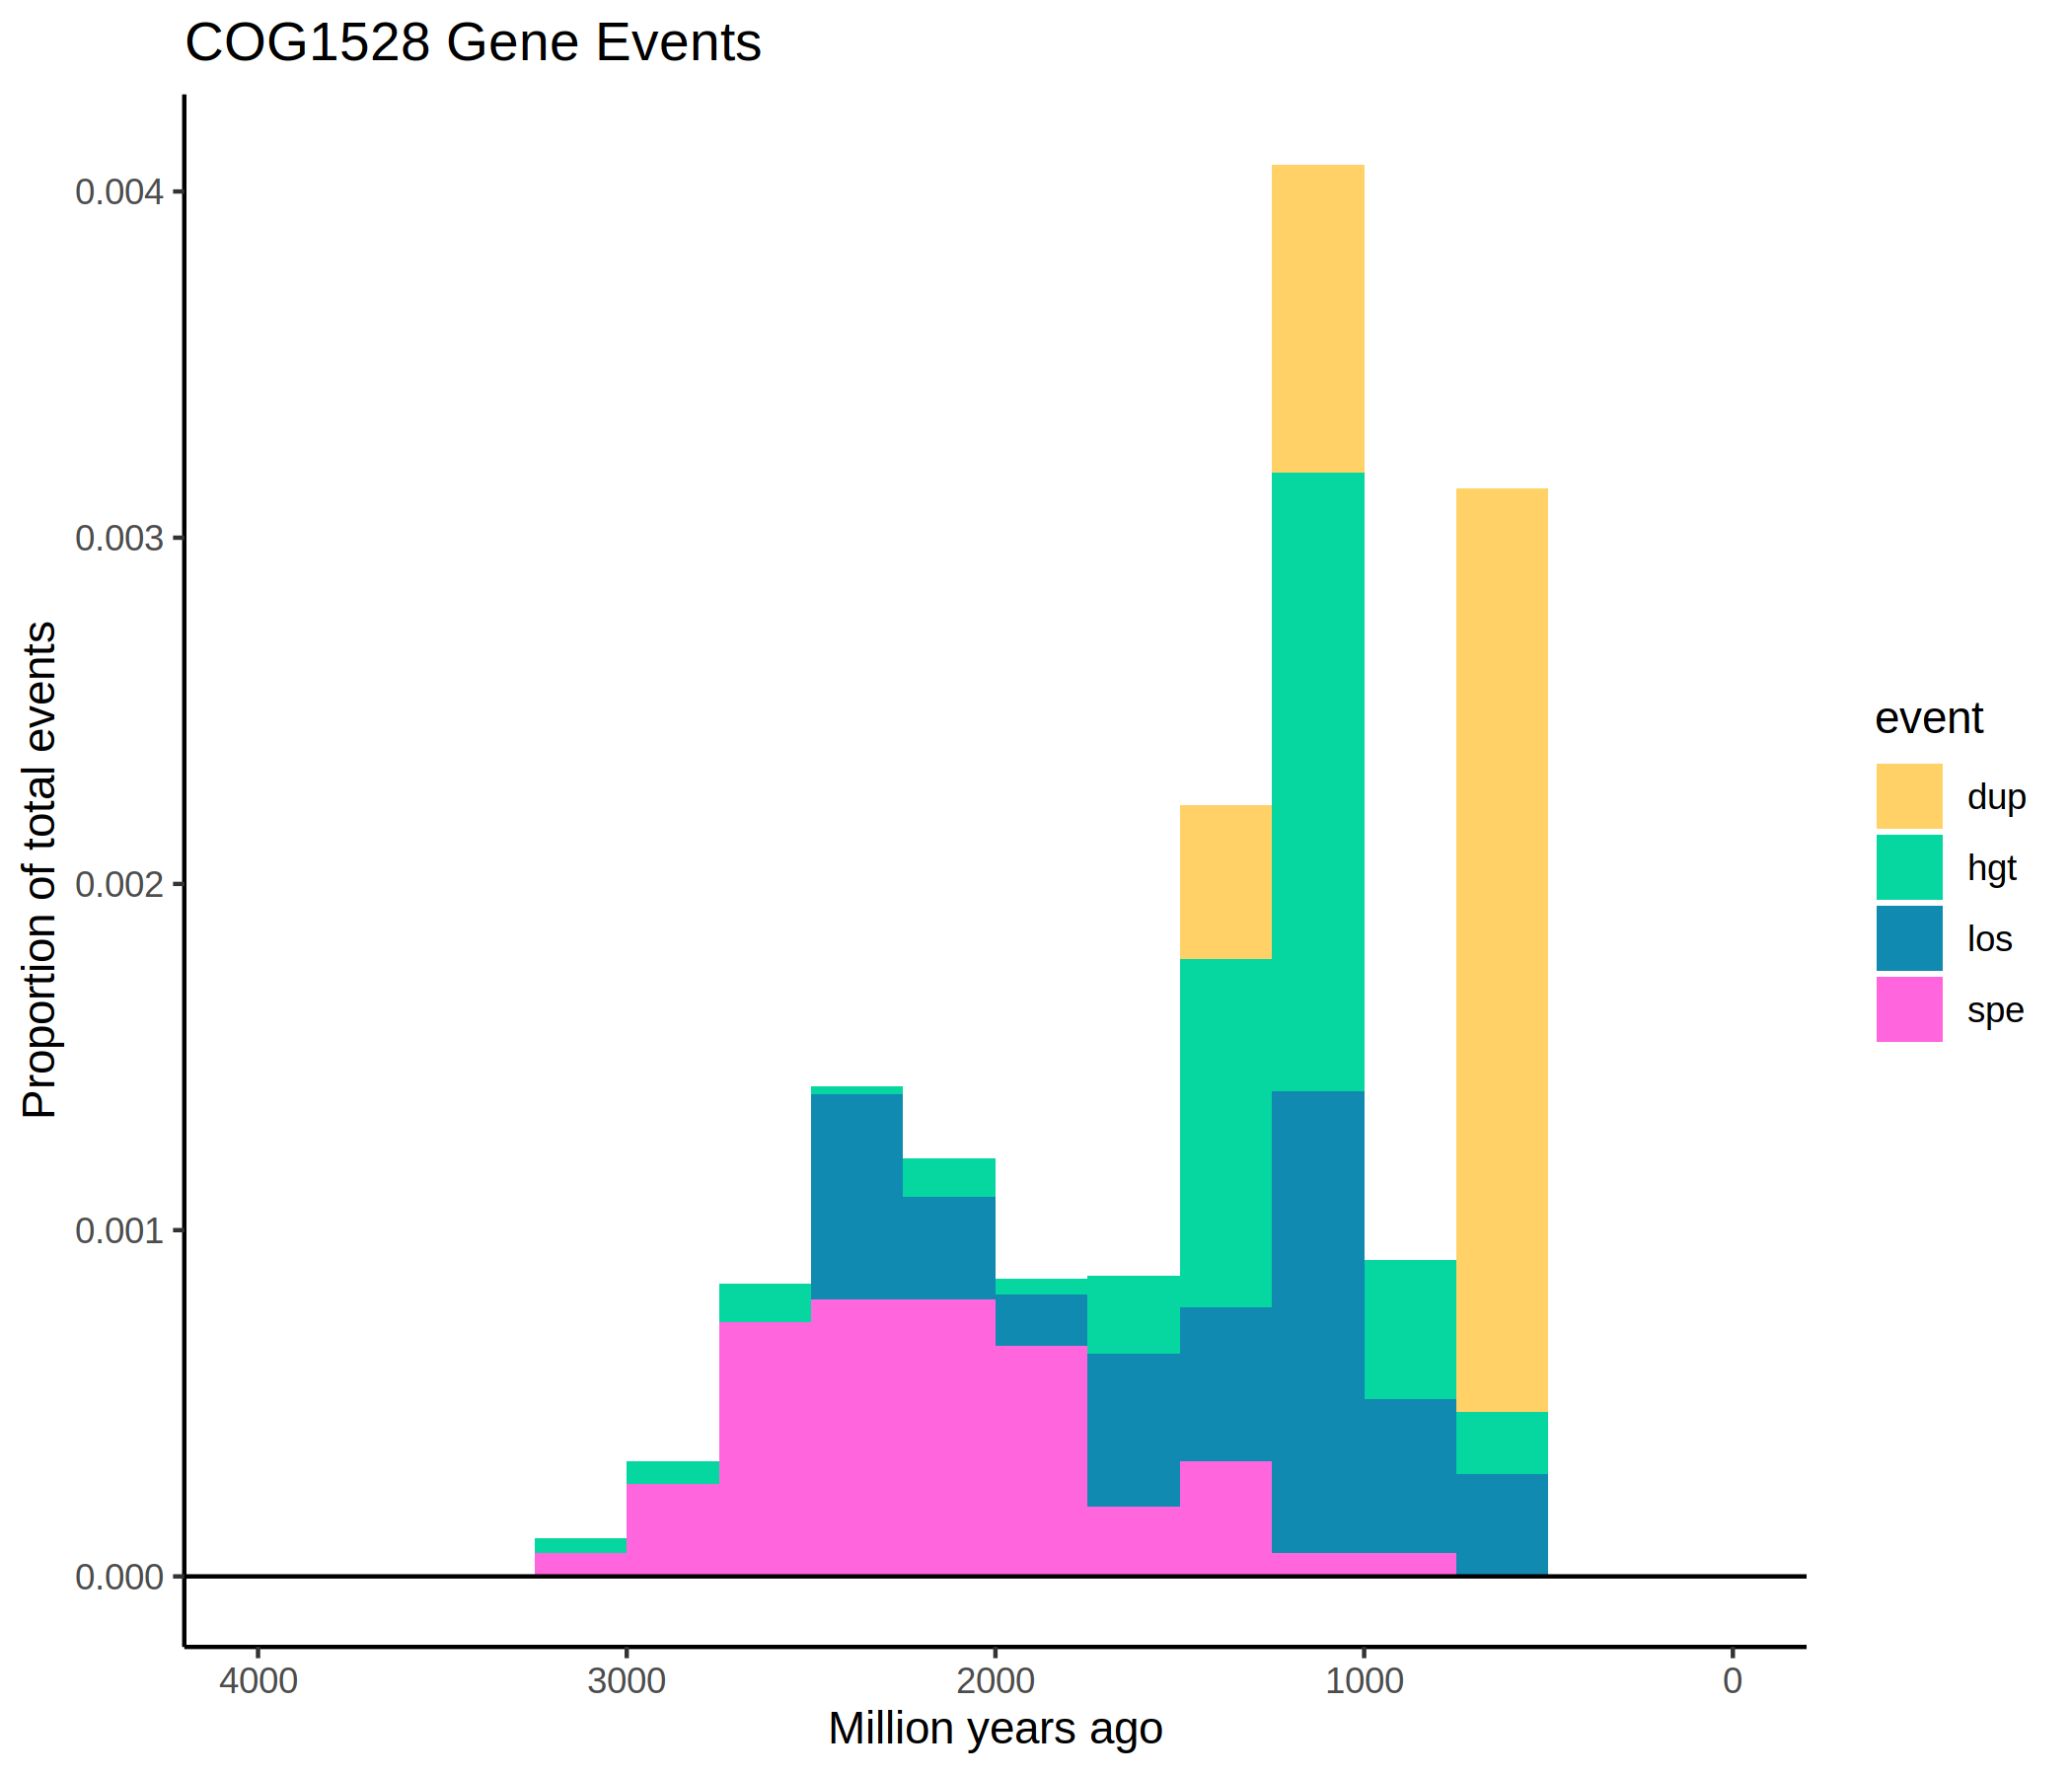 COG1528 Gene Events
Proportion of total events
0.004
0.003
0.002
0.001
0.000
4000 3000 2000 1000 0
Million years ago
event
dup
hgt
los
spe